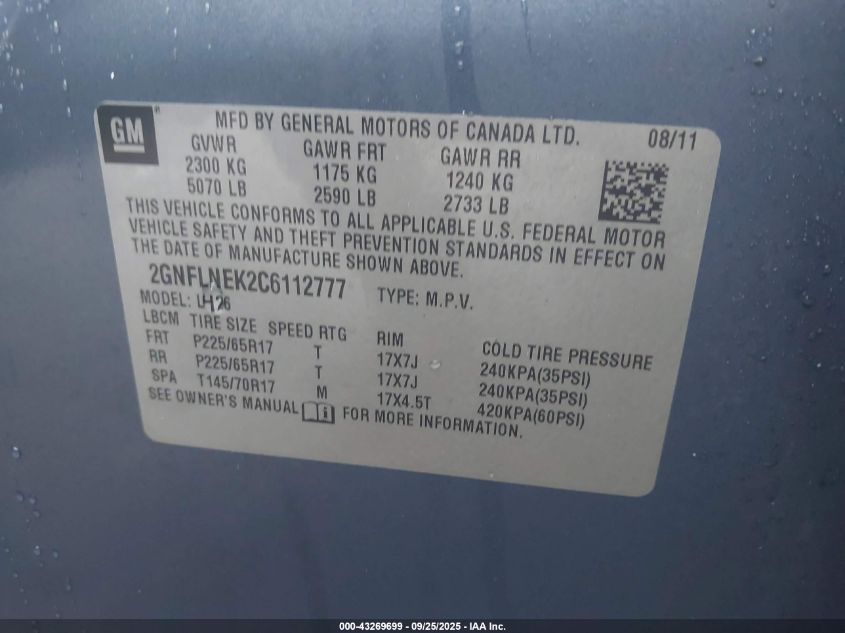 GM
MFD BY GENERAL MOTORS OF CANADA LTD. 08/11
GVWR GAWR FRT GAWR RR
2300 KG 1175 KG 1240 KG
5070 LB 2590 LB 2733 LB
THIS VEHICLE CONFORMS TO ALL APPLICABLE U.S. FEDERAL MOTOR
VEHICLE SAFETY AND THEFT PREVENTION STANDARDS IN EFFECT ON
THE DATE OF MANUFACTURE SHOWN ABOVE.
2GNFLNEK2C6112777 TYPE: M.P.V.
MODEL:
LBCM TIRE SIZE SPEED RTG RIM COLD TIRE PRESSURE
FRT P225/65R17 T 17X7J 240KPA(35PSI)
RR P225/65R17 T 17X7J 240KPA(35PSI)
SPA T145/70R17 M 17X4.5T 420KPA(60PSI)
SEE OWNER'S MANUAL FOR MORE INFORMATION.
000-43269699 - 09/25/2025 - IAA Inc.